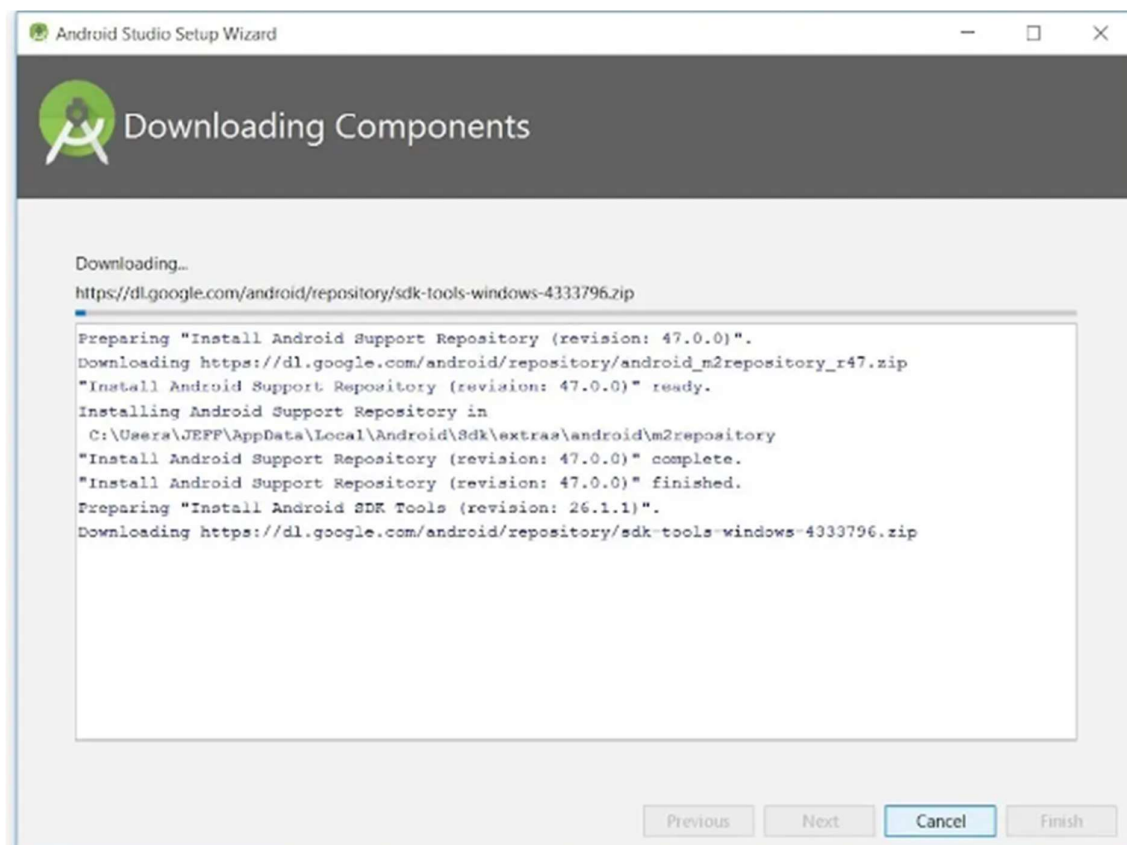 Android Studio Setup Wizard
Downloading Components
Downloading...
https://dl.google.com/android/repository/sdk-tools-windows-4333796.zip
Preparing "Install Android Support Repository (revision: 47.0.0)".
Downloading https://dl.google.com/android/repository/android_m2repository_r47.zip
"Install Android Support Repository (revision: 47.0.0)" ready.
Installing Android Support Repository in
C:\Users\JEFF\AppData\Local\Android\Sdk\extras\android\m2repository
"Install Android Support Repository (revision: 47.0.0)" complete.
"Install Android Support Repository (revision: 47.0.0)" finished.
Preparing "Install Android SDK Tools (revision: 26.1.1)".
Downloading https://dl.google.com/android/repository/sdk-tools-windows-4333796.zip
Previous Next Cancel Finish